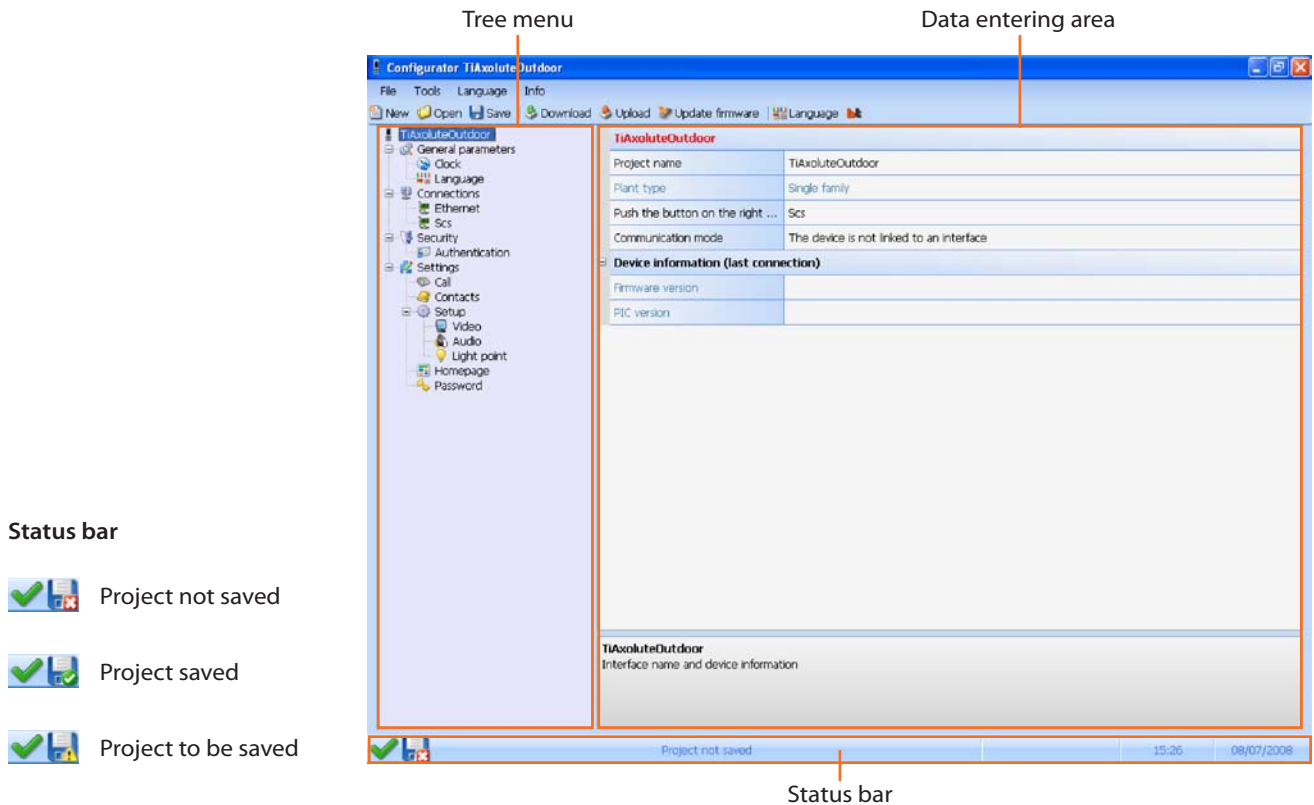 Tree menu
Data entering area
Configurator TiAxoluteOutdoor
File Tools Language Info
New Open Save Download Upload Update firmware Language
TiAxoluteOutdoor
General parameters
Clock
Language
Connections
Ethernet
Scs
Security
Authentication
Settings
Call
Contacts
Setup
Video
Audio
Light point
Homepage
Password
TiAxoluteOutdoor
Project name TiAxoluteOutdoor
Plant type Single family
Push the button on the right ... Scs
Communication mode The device is not linked to an interface
Device information (last connection)
Firmware version
PIC version
TiAxoluteOutdoor
Interface name and device information
Project not saved 15:26 08/07/2008
Status bar
Status bar
Project not saved
Project saved
Project to be saved